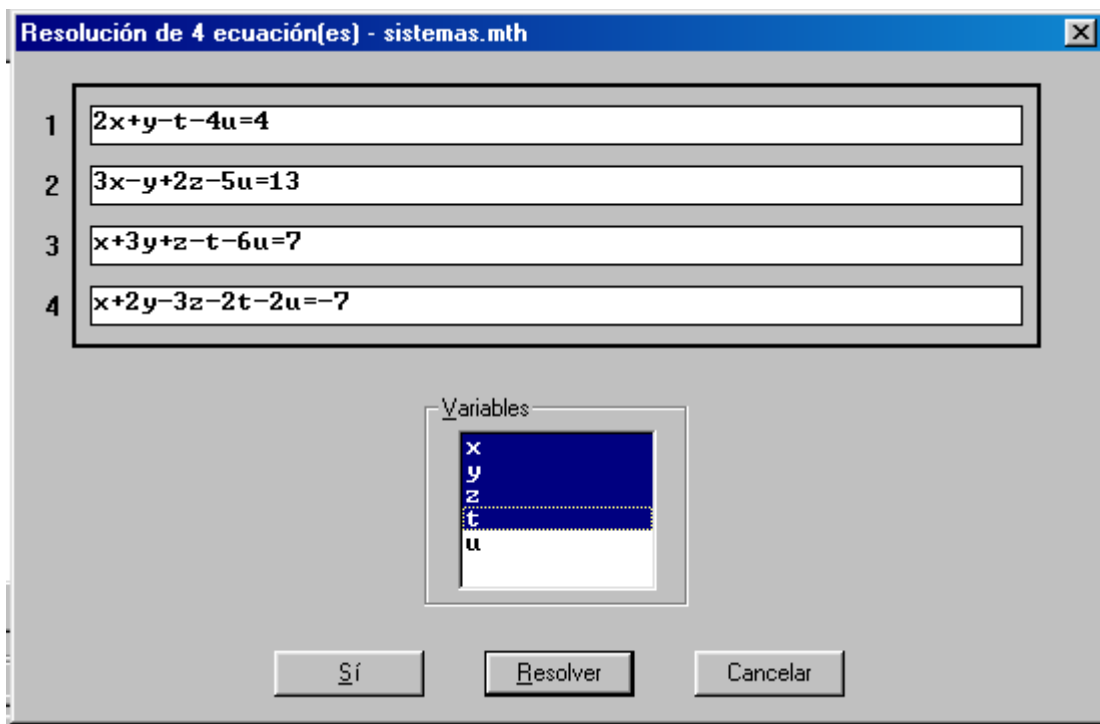 Resolución de 4 ecuación(es) - sistemas.mth
1 2x+y-t-4u=4
2 3x-y+2z-5u=13
3 x+3y+z-t-6u=7
4 x+2y-3z-2t-2u=-7
Variables
x
y
z
t
u
Sí Resolver Cancelar